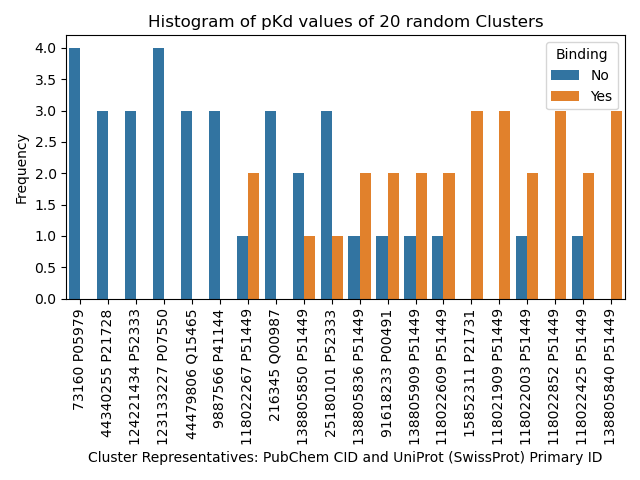 Histogram of pKd values of 20 random Clusters
Binding
No
Yes
Frequency
4.0
3.5
3.0
2.5
2.0
1.5
1.0
0.5
0.0
73160 P05979
44340255 P21728
124221434 P52333
123133227 P07550
44479806 Q15465
9887566 P41144
118022267 P51449
216345 Q00987
138805850 P51449
25180101 P52333
138805836 P51449
91618233 P00491
138805909 P51449
118022609 P51449
15852311 P21731
118021909 P51449
118022003 P51449
118022852 P51449
118022425 P51449
138805840 P51449
Cluster Representatives: PubChem CID and UniProt (SwissProt) Primary ID